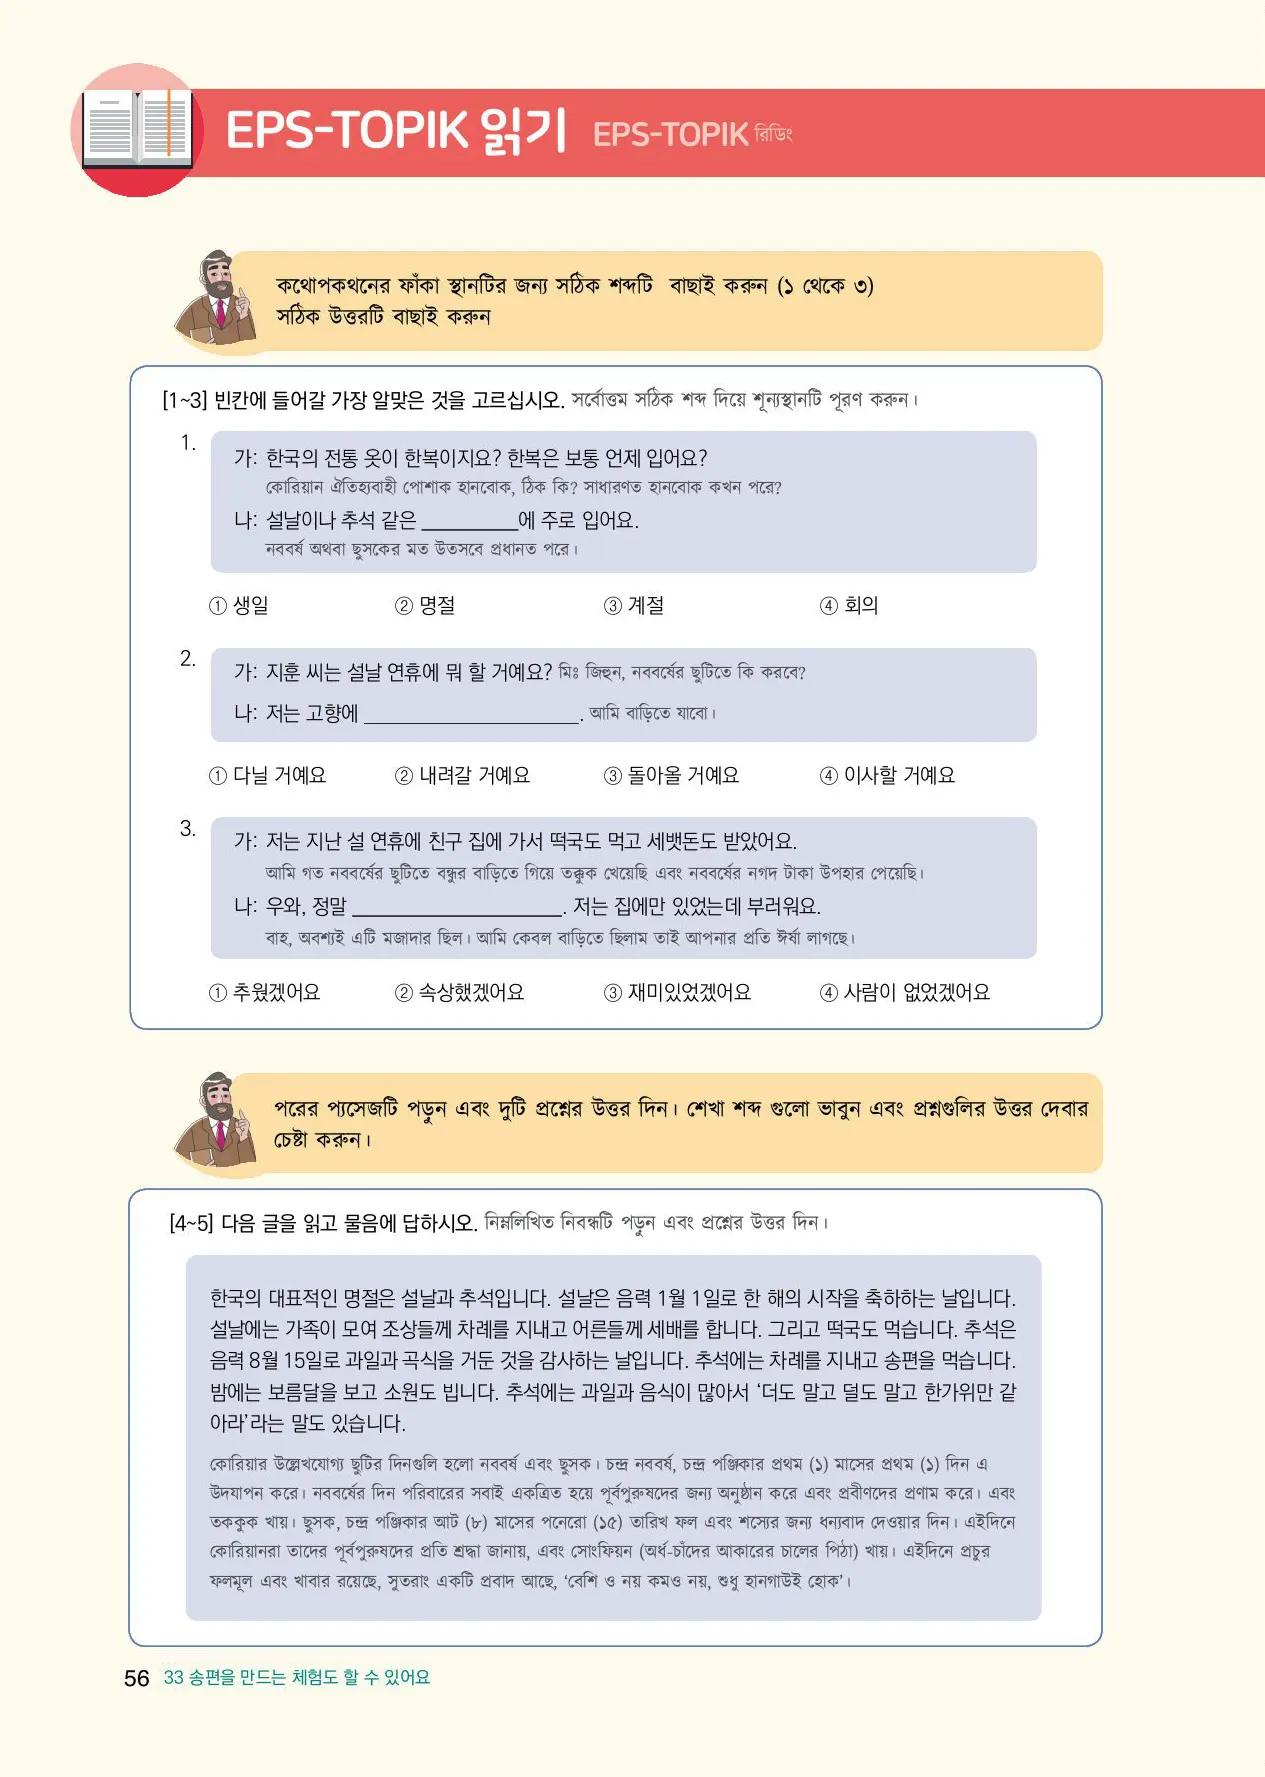 EPS-TOPIK 읽기 EPS-TOPIK রিডিং
কথোপকথনের ফাঁকা স্থানটির জন্য সঠিক শব্দটি বাছাই করুন (১ থেকে ৩)
সঠিক উত্তরটি বাছাই করুন
[1~3] 빈칸에 들어갈 가장 알맞은 것을 고르십시오. সর্বোত্তম সঠিক শব্দ দিয়ে শূন্যস্থানটি পূরণ করুন।
1.
가: 한국의 전통 옷이 한복이지요? 한복은 보통 언제 입어요?
কোরিয়ান ঐতিহ্যবাহী পোশাক হানবোক, ঠিক কি? সাধারণত হানবোক কখন পরে?
나: 설날이나 추석 같은 __________에 주로 입어요.
নববর্ষ অথবা ছুসকের মত উতসবে প্রধানত পরে।
① 생일 ② 명절 ③ 계절 ④ 회의
2.
가: 지훈 씨는 설날 연휴에 뭐 할 거예요? মিঃ জিহুন, নববর্ষের ছুটিতে কি করবে?
나: 저는 고향에 ______________________. আমি বাড়িতে যাবো।
① 다닐 거예요 ② 내려갈 거예요 ③ 돌아올 거예요 ④ 이사할 거예요
3.
가: 저는 지난 설 연휴에 친구 집에 가서 떡국도 먹고 세뱃돈도 받았어요.
আমি গত নববর্ষের ছুটিতে বন্ধুর বাড়িতে গিয়ে তক্কুক খেয়েছি এবং নববর্ষের নগদ টাকা উপহার পেয়েছি।
나: 우와, 정말 ______________________. 저는 집에만 있었는데 부러워요.
বাহ, অবশ্যই এটি মজাদার ছিল। আমি কেবল বাড়িতে ছিলাম তাই আপনার প্রতি ঈর্ষা লাগছে।
① 추웠겠어요 ② 속상했겠어요 ③ 재미있었겠어요 ④ 사람이 없었겠어요
পরের প্যসেজটি পড়ুন এবং দুটি প্রশ্নের উত্তর দিন। শেখা শব্দ গুলো ভাবুন এবং প্রশ্নগুলির উত্তর দেবার
চেষ্টা করুন।
[4~5] 다음 글을 읽고 물음에 답하시오. নিম্নলিখিত নিবন্ধটি পড়ুন এবং প্রশ্নের উত্তর দিন।
한국의 대표적인 명절은 설날과 추석입니다. 설날은 음력 1월 1일로 한 해의 시작을 축하하는 날입니다.
설날에는 가족이 모여 조상들께 차례를 지내고 어른들께 세배를 합니다. 그리고 떡국도 먹습니다. 추석은
음력 8월 15일로 과일과 곡식을 거둔 것을 감사하는 날입니다. 추석에는 차례를 지내고 송편을 먹습니다.
밤에는 보름달을 보고 소원도 빕니다. 추석에는 과일과 음식이 많아서 ‘더도 말고 덜도 말고 한가위만 같
아라’라는 말도 있습니다.
কোরিয়ার উল্লেখযোগ্য ছুটির দিনগুলি হলো নববর্ষ এবং ছুসক। চন্দ্র নববর্ষ, চন্দ্র পঞ্জিকার প্রথম (১) মাসের প্রথম (১) দিন এ
উদযাপন করে। নববর্ষের দিন পরিবারের সবাই একত্রিত হয়ে পূর্বপুরুষদের জন্য অনুষ্ঠান করে এবং প্রবীণদের প্রণাম করে। এবং
তককুক খায়। ছুসক, চন্দ্র পঞ্জিকার আট (৮) মাসের পনেরো (১৫) তারিখ ফল এবং শস্যের জন্য ধন্যবাদ দেওয়ার দিন। এইদিনে
কোরিয়ানরা তাদের পূর্বপুরুষদের প্রতি শ্রদ্ধা জানায়, এবং সোংফিয়ন (অর্ধ-চাঁদের আকারের চালের পিঠা) খায়। এইদিনে প্রচুর
ফলমূল এবং খাবার রয়েছে, সুতরাং একটি প্রবাদ আছে, ‘বেশি ও নয় কমও নয়, শুধু হানগাউই হোক’।
56 33 송편을 만드는 체험도 할 수 있어요